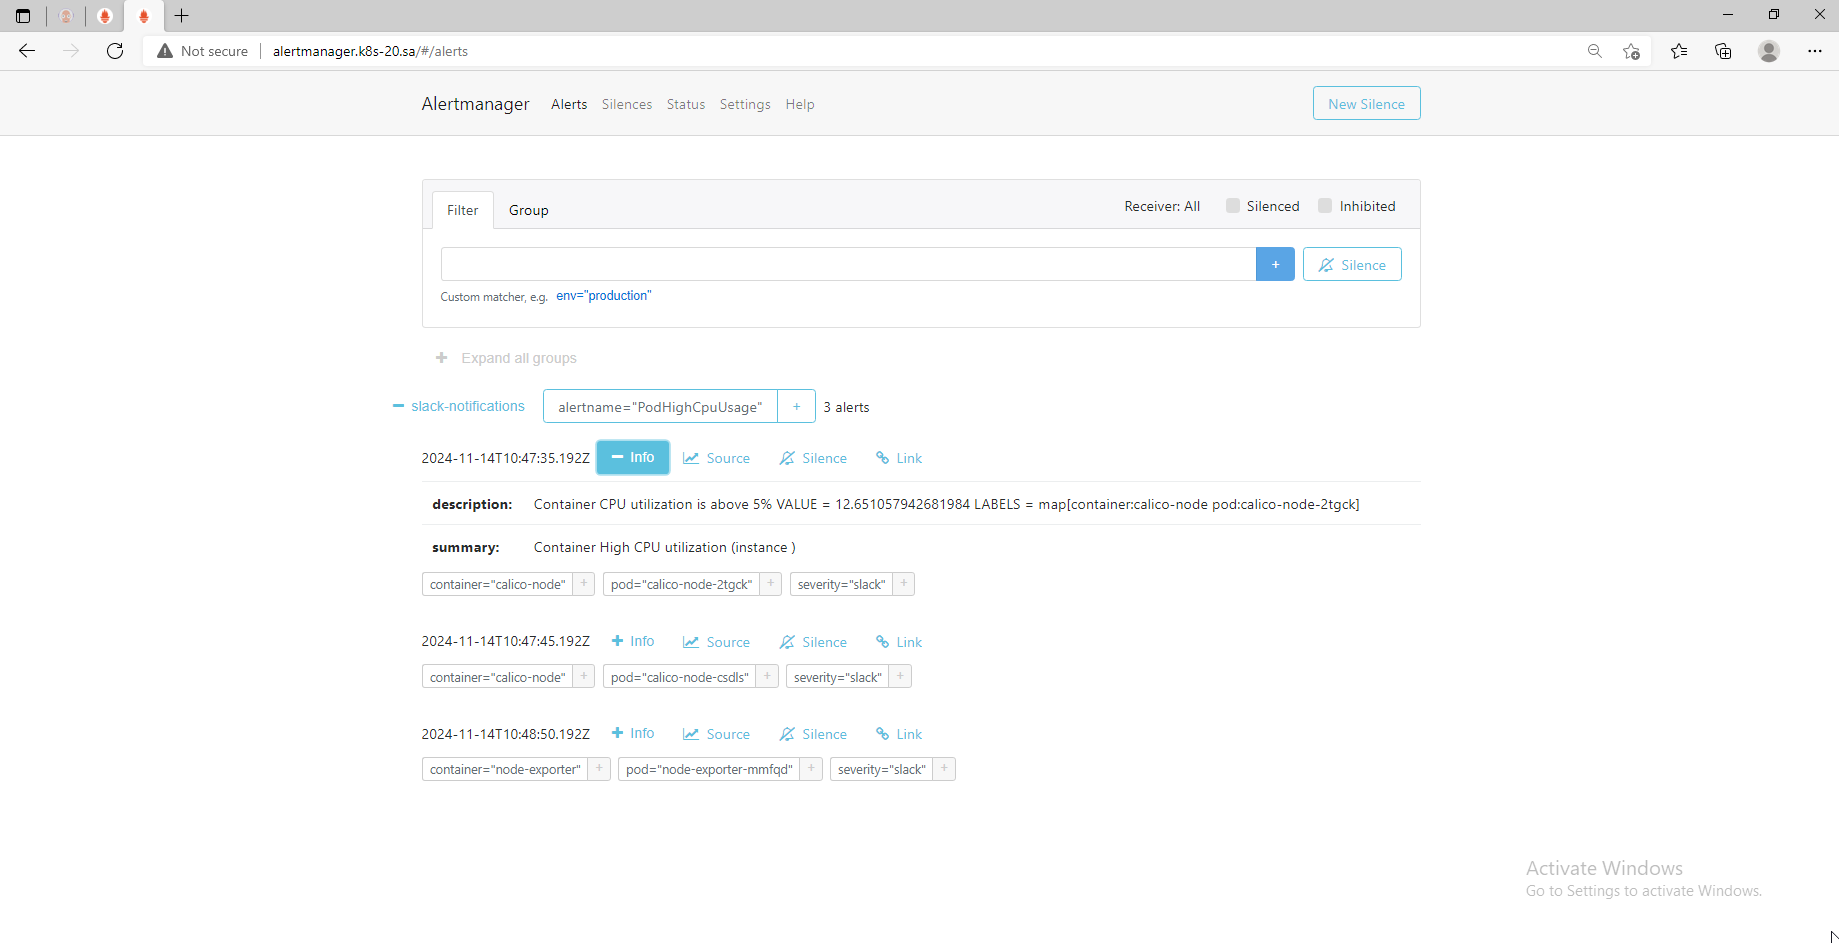 Not secure alertmanager.k8s-20.sa/#/alerts
Alertmanager Alerts Silences Status Settings Help New Silence
Filter Group Receiver: All Silenced Inhibited
+ Silence
Custom matcher, e.g. env="production"
+ Expand all groups
− slack-notifications alertname="PodHighCpuUsage" + 3 alerts
2024-11-14T10:47:35.192Z − Info Source Silence Link
description: Container CPU utilization is above 5% VALUE = 12.651057942681984 LABELS = map[container:calico-node pod:calico-node-2tgck]
summary: Container High CPU utilization (instance )
container="calico-node" + pod="calico-node-2tgck" + severity="slack" +
2024-11-14T10:47:45.192Z + Info Source Silence Link
container="calico-node" + pod="calico-node-csdls" + severity="slack" +
2024-11-14T10:48:50.192Z + Info Source Silence Link
container="node-exporter" + pod="node-exporter-mmfqd" + severity="slack" +
Activate Windows
Go to Settings to activate Windows.